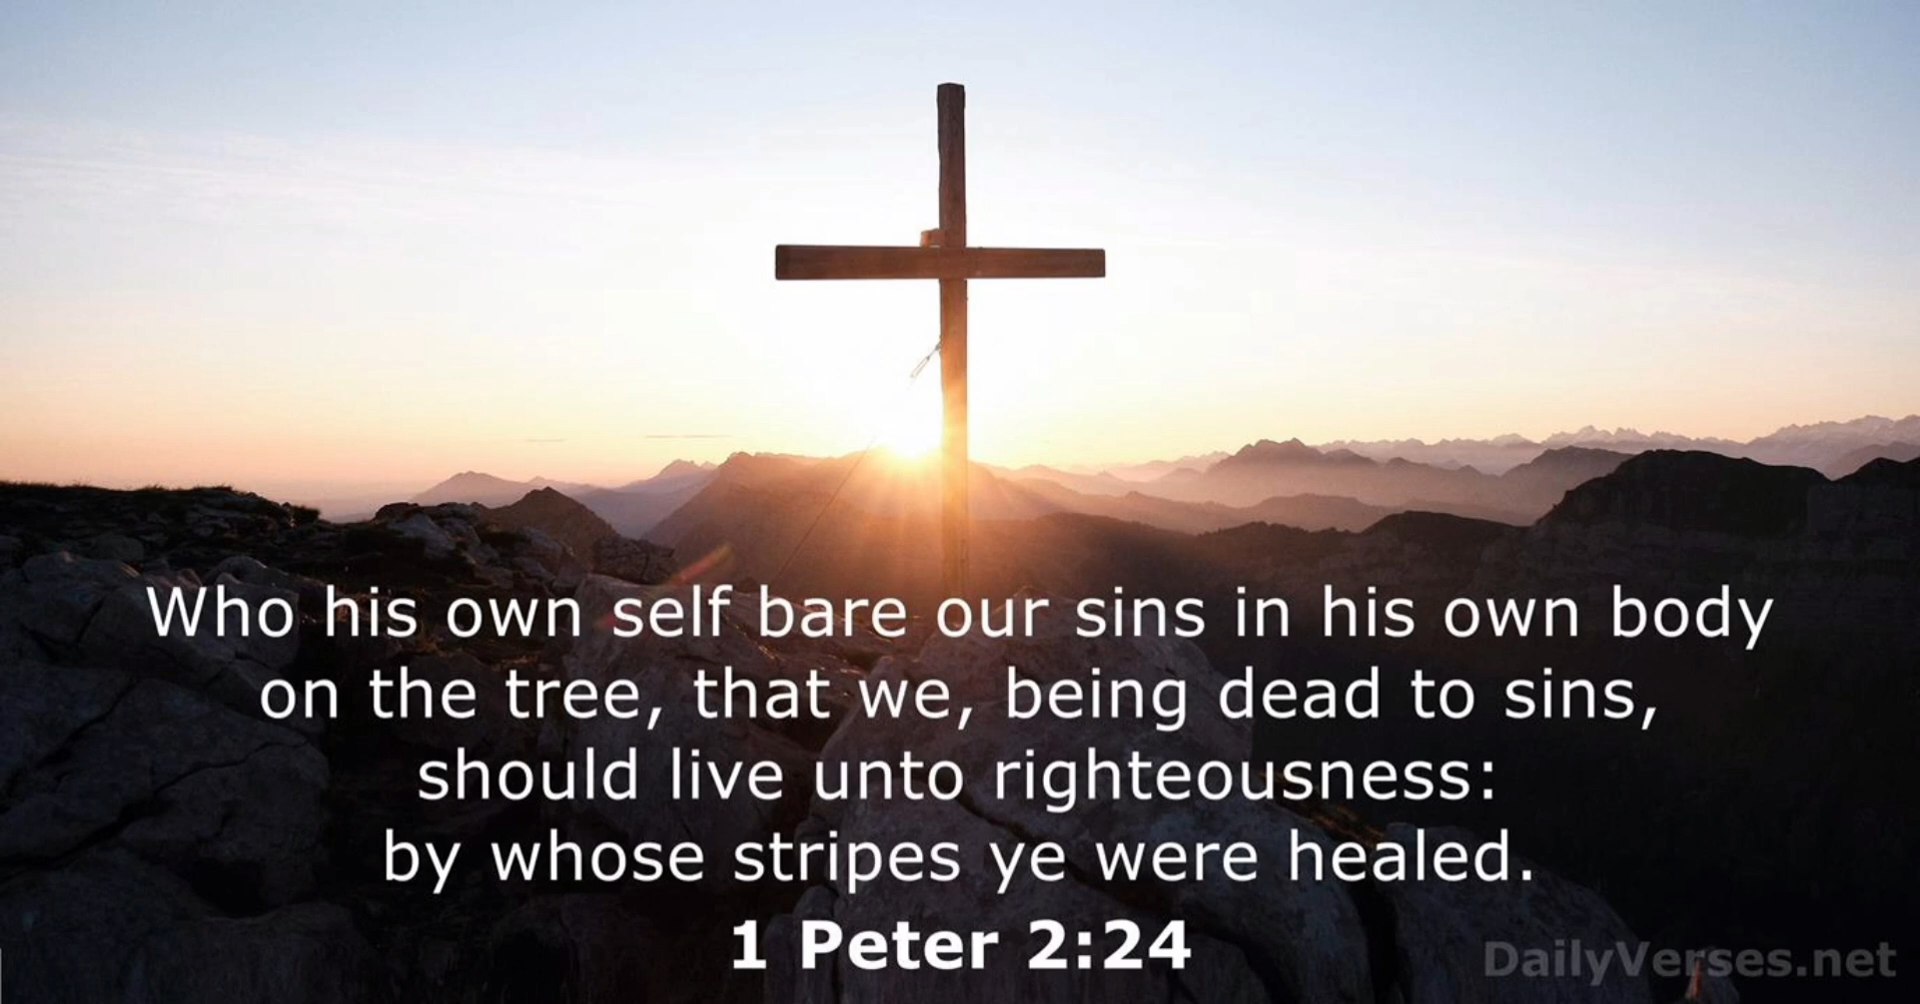 Who his own self bare our sins in his own body
on the tree, that we, being dead to sins,
should live unto righteousness:
by whose stripes ye were healed.
1 Peter 2:24
DailyVerses.net